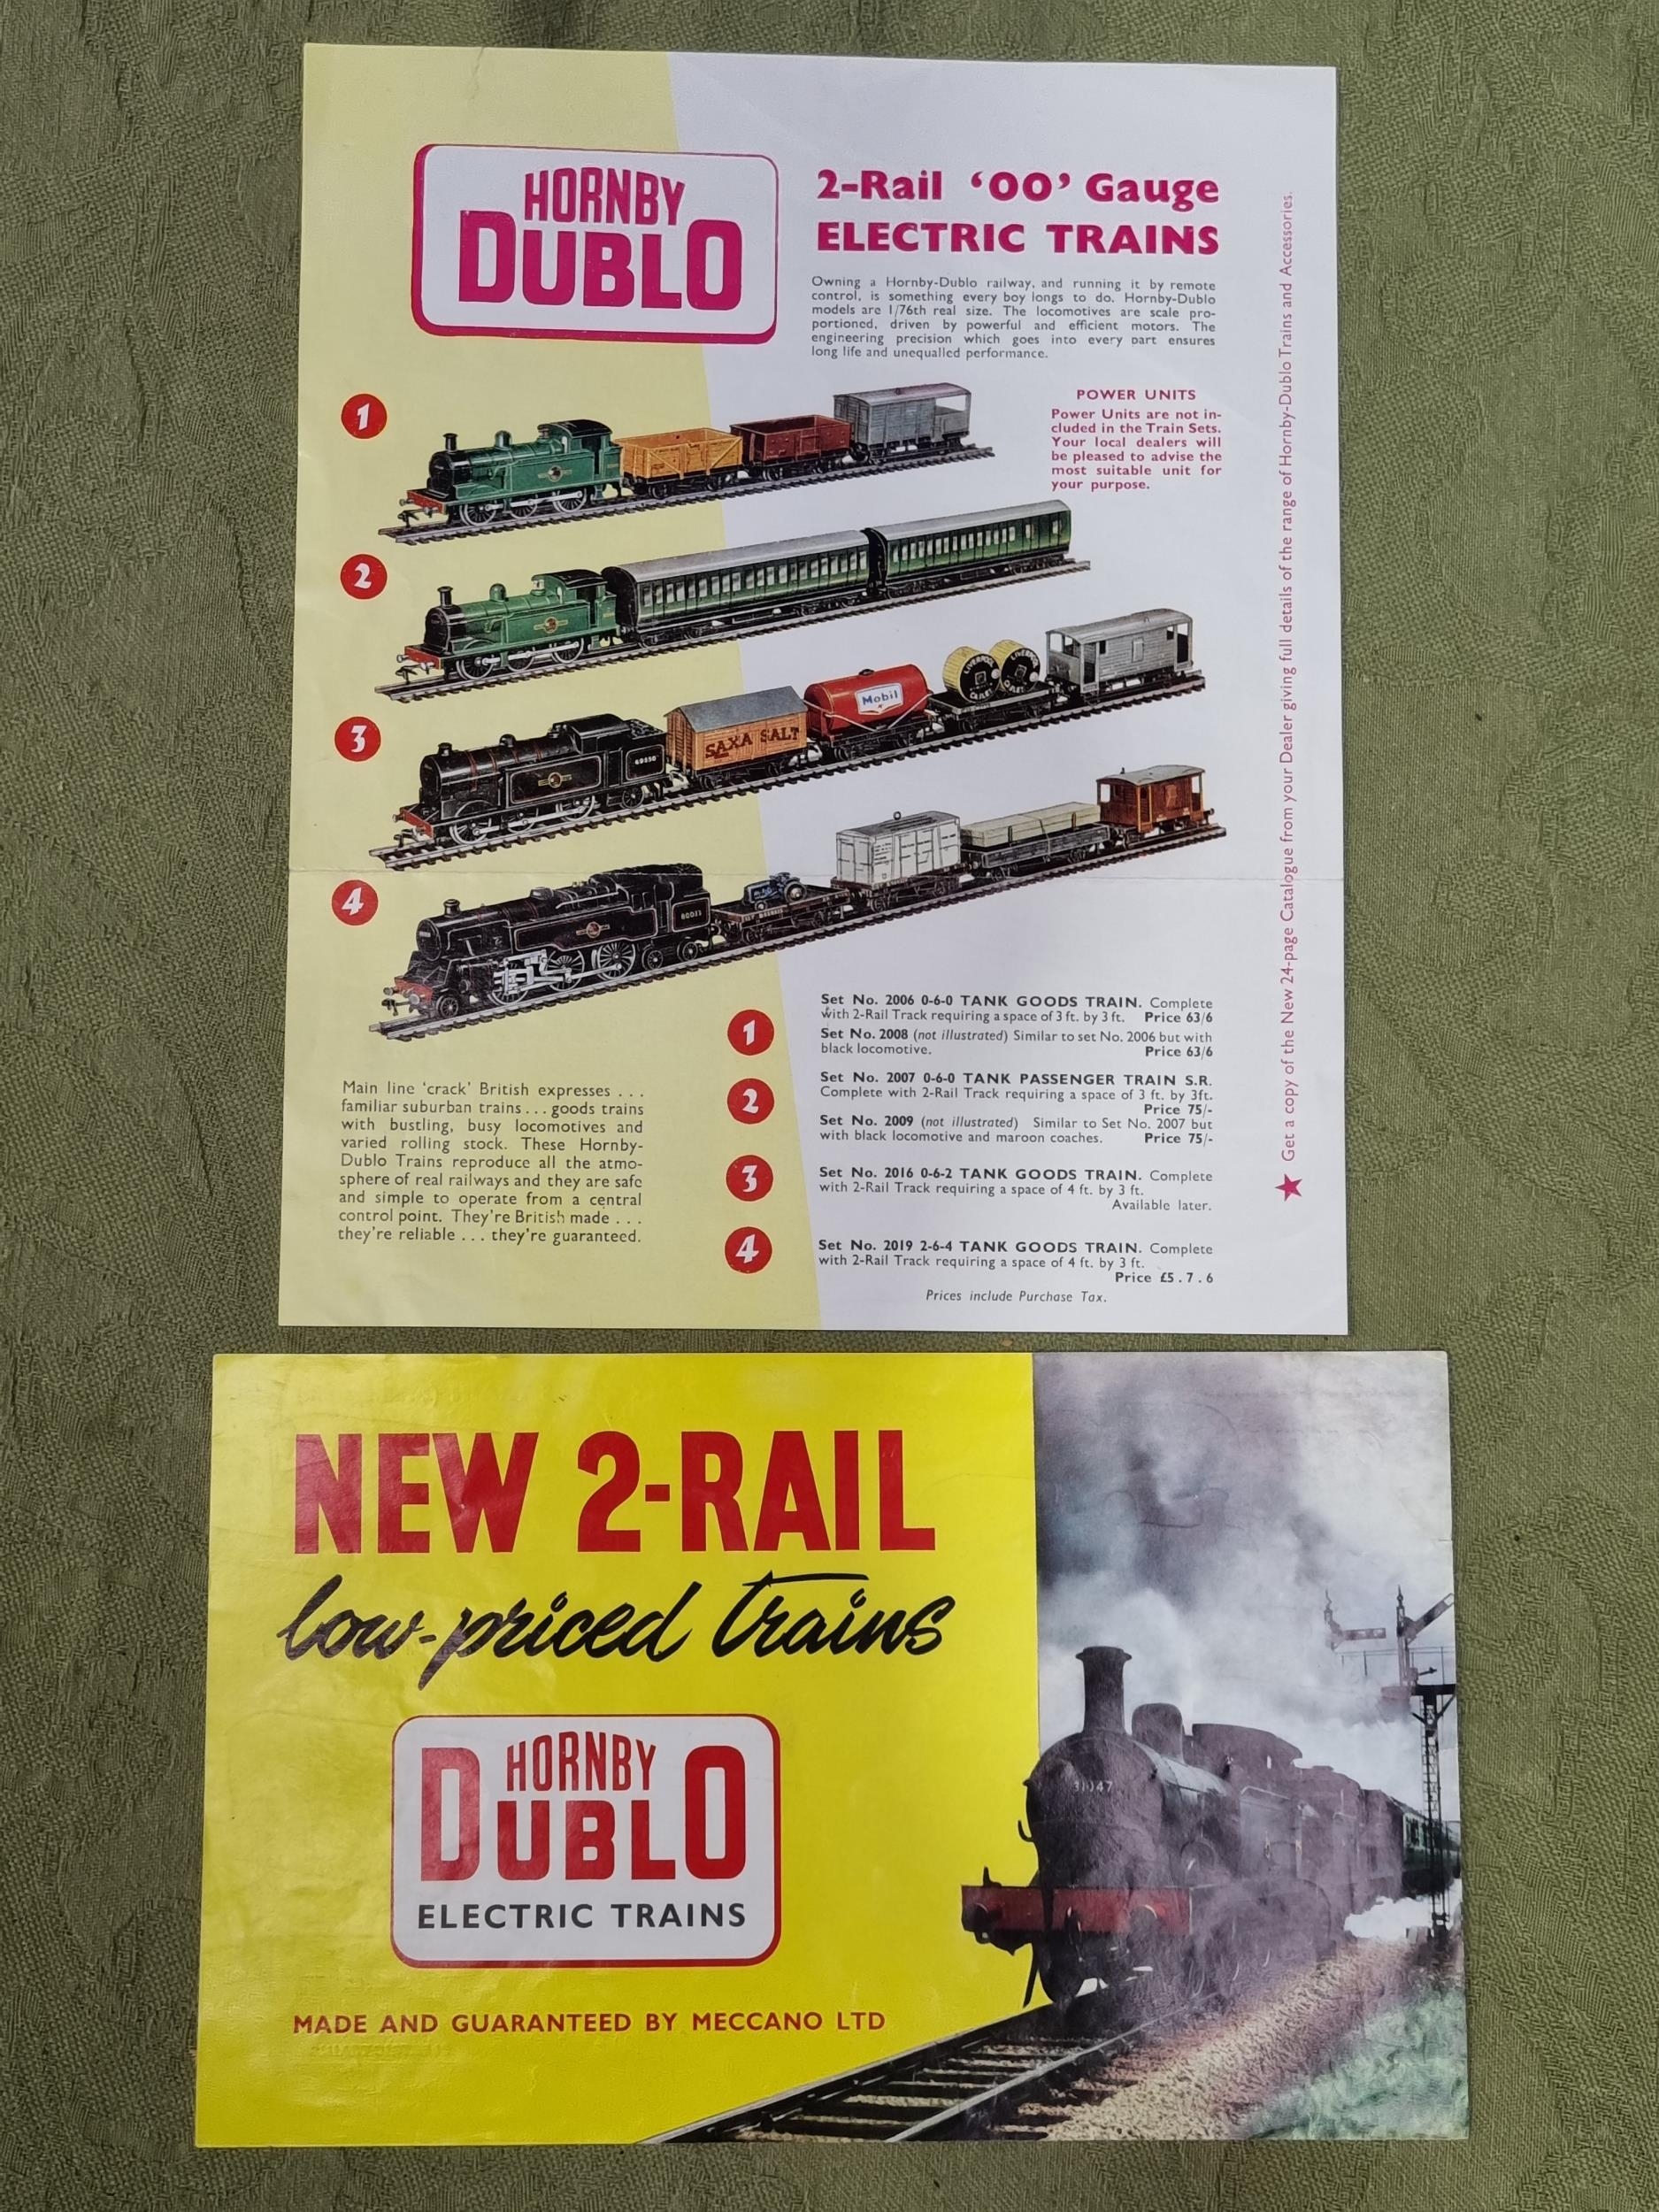 HORNBY
DUBLO
2-Rail ‘OO’ Gauge
ELECTRIC TRAINS
Owning a Hornby-Dublo railway, and running it by remote
control, is something every boy longs to do. Hornby-Dublo
models are 1/76th real size. The locomotives are scale pro-
portioned, driven by powerful and efficient motors. The
engineering precision which goes into every part ensures
long life and unequalled performance.
POWER UNITS
Power Units are not in-
cluded in the Train Sets.
Your local dealers will
be pleased to advise the
most suitable unit for
your purpose.
1
2
3
SAXA SALT
Mobil
LIVERPOOL
CABLES
LIVERPOOL
CABLES
4
Main line ‘crack’ British expresses . . .
familiar suburban trains . . . goods trains
with bustling, busy locomotives and
varied rolling stock. These Hornby-
Dublo Trains reproduce all the atmo-
sphere of real railways and they are safe
and simple to operate from a central
control point. They’re British made . . .
they’re reliable . . . they’re guaranteed.
1
Set No. 2006 0-6-0 TANK GOODS TRAIN. Complete
with 2-Rail Track requiring a space of 3 ft. by 3 ft. Price 63/6
Set No. 2008 (not illustrated) Similar to set No. 2006 but with
black locomotive. Price 63/6
2
Set No. 2007 0-6-0 TANK PASSENGER TRAIN S.R.
Complete with 2-Rail Track requiring a space of 3 ft. by 3ft.
Price 75/-
Set No. 2009 (not illustrated) Similar to Set No. 2007 but
with black locomotive and maroon coaches. Price 75/-
3
Set No. 2016 0-6-2 TANK GOODS TRAIN. Complete
with 2-Rail Track requiring a space of 4 ft. by 3 ft.
Available later.
4
Set No. 2019 2-6-4 TANK GOODS TRAIN. Complete
with 2-Rail Track requiring a space of 4 ft. by 3 ft.
Price £5 . 7 . 6
Prices include Purchase Tax.
★ Get a copy of the New 24-page Catalogue from your Dealer giving full details of the range of Hornby-Dublo Trains and Accessories.
NEW 2-RAIL
low-priced trains
HORNBY
DUBLO
ELECTRIC TRAINS
MADE AND GUARANTEED BY MECCANO LTD
31047